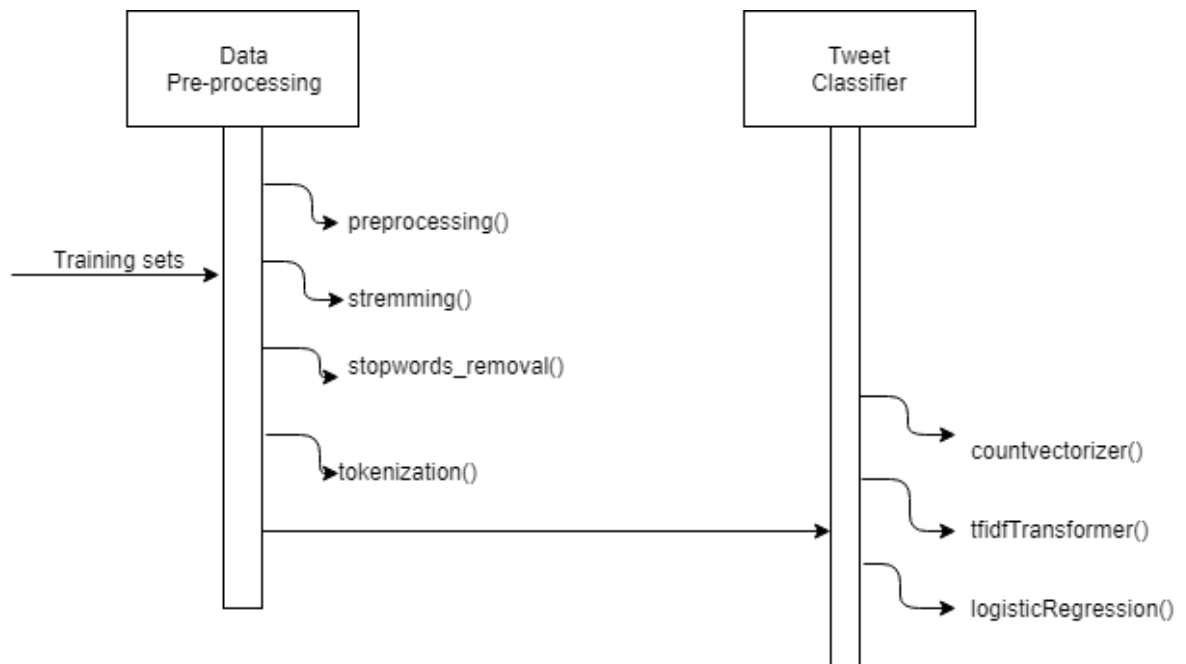 Data
Pre-processing
Tweet
Classifier
preprocessing()
Training sets
stremming()
stopwords_removal()
countvectorizer()
tokenization()
tfidfTransformer()
logisticRegression()